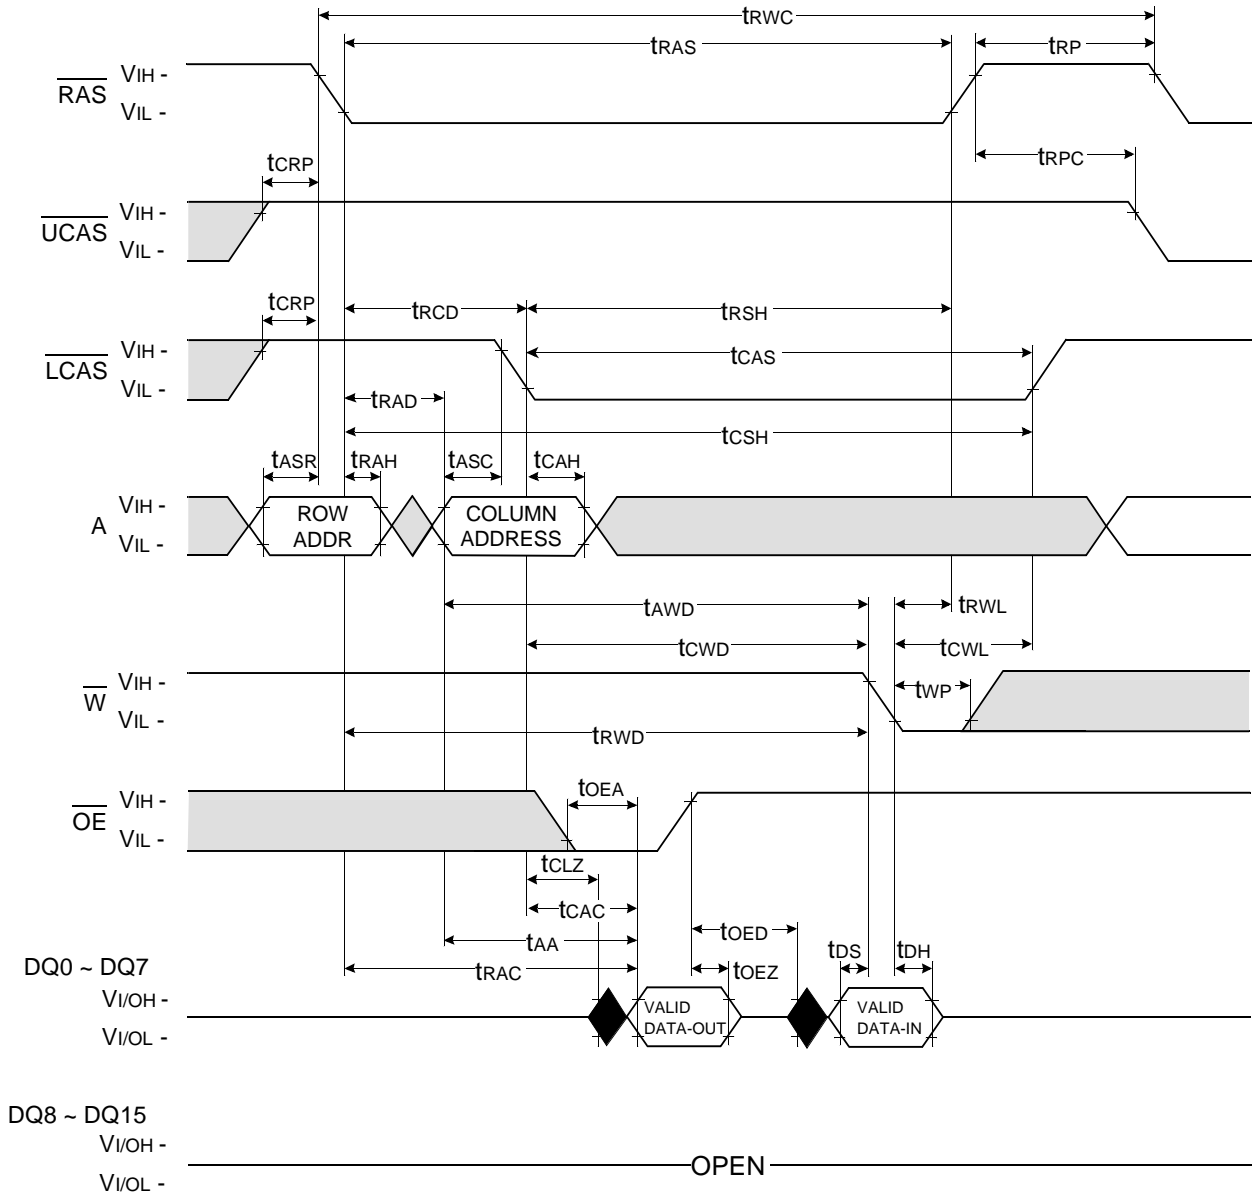 tRWC
tRAS
tRP
RAS
VIH -
VIL -
tCRP
tRPC
UCAS
VIH -
VIL -
tCRP
tRCD
tRSH
LCAS
VIH -
VIL -
tCAS
tRAD
tCSH
tASR
tRAH
tASC
tCAH
A
VIH -
VIL -
ROW
ADDR
COLUMN
ADDRESS
tAWD
tRWL
tCWD
tCWL
W
VIH -
VIL -
tWP
tRWD
OE
VIH -
VIL -
tOEA
tCLZ
tCAC
tAA
tOED
tDS
tDH
tRAC
tOEZ
DQ0 ~ DQ7
VI/OH -
VI/OL -
VALID
DATA-OUT
VALID
DATA-IN
DQ8 ~ DQ15
VI/OH -
VI/OL -
OPEN